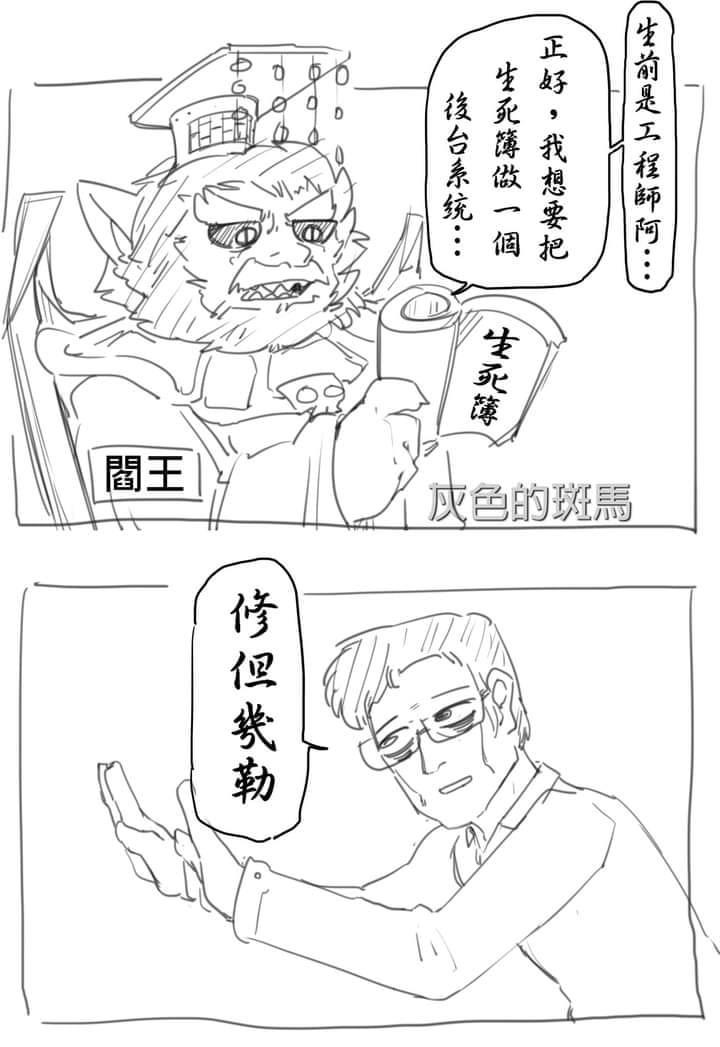 生前是工程師阿…
正好，我想要把
生死簿做一個
後台系統…
生死簿
閻王
灰色的斑馬
修但幾勒